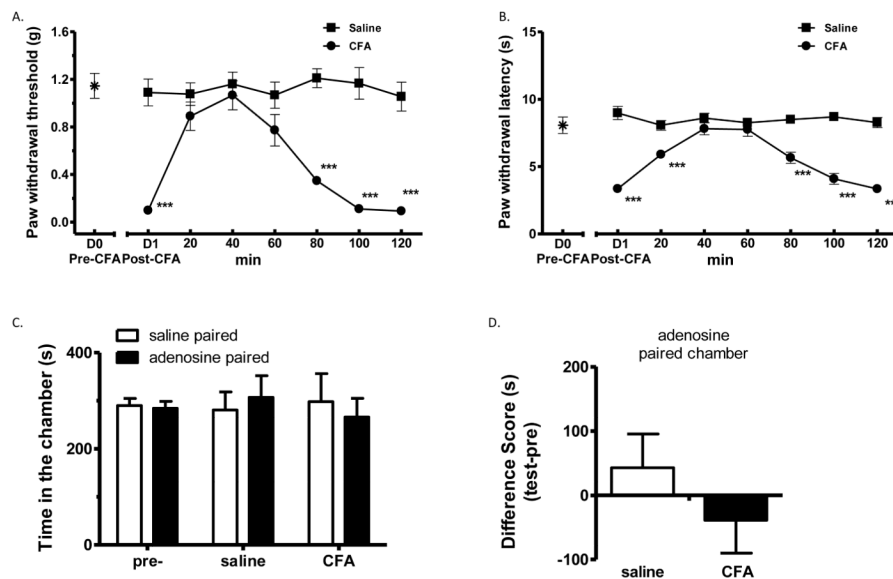 A.
Paw withdrawal threshold (g)
1.6
1.2
0.8
0.4
0.0
Saline
CFA
***
***
***
***
D0
D1
20
40
60
80
100
120
Pre-CFA
Post-CFA
min
B.
Paw withdrawal latency (s)
15
10
5
0
Saline
CFA
***
***
***
***
**
D0
D1
20
40
60
80
100
120
Pre-CFA
Post-CFA
min
C.
Time in the chamber (s)
400
200
0
saline paired
adenosine paired
pre-
saline
CFA
D.
adenosine
paired chamber
Difference Score (s)
(test-pre)
200
100
0
-100
saline
CFA